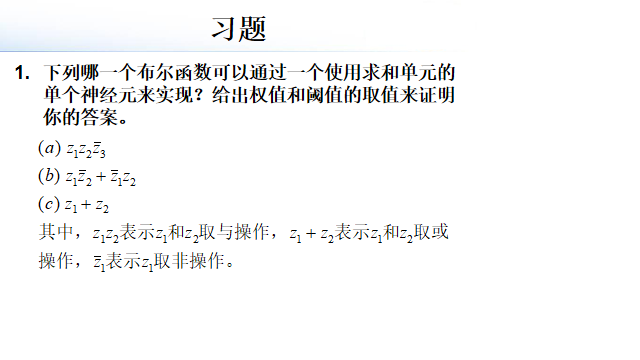 习题
1. 下列哪一个布尔函数可以通过一个使用求和单元的
单个神经元来实现？给出权值和阈值的取值来证明
你的答案。
(a) z₁z₂z̄₃
(b) z₁z̄₂ + z̄₁z₂
(c) z₁ + z₂
其中，z₁z₂表示z₁和z₂取与操作，z₁ + z₂表示z₁和z₂取或
操作，z̄₁表示z₁取非操作。